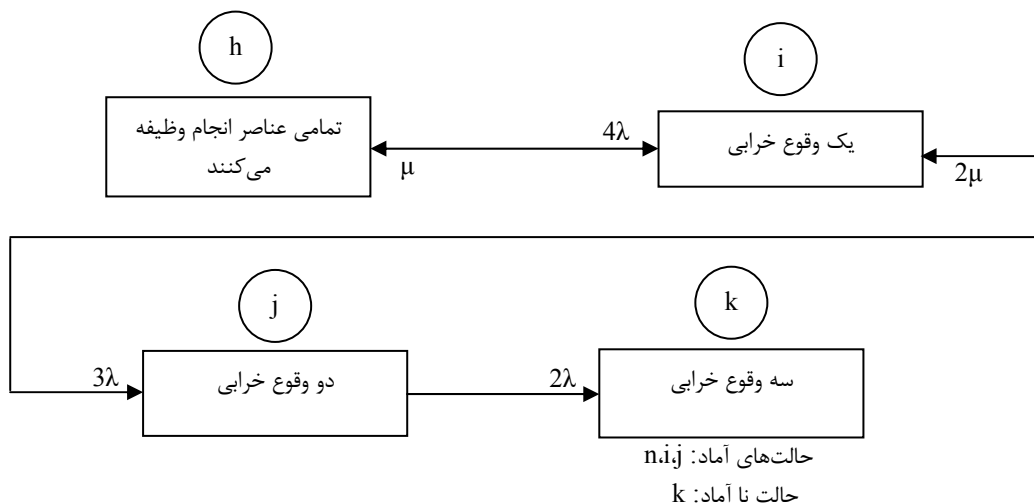 h
i
تمامی عناصر انجام وظیفه
می‌کنند
4λ
μ
یک وقوع خرابی
2μ
j
k
3λ
دو وقوع خرابی
2λ
سه وقوع خرابی
حالت‌های آماد: n،i،j
حالت نا آماد: k